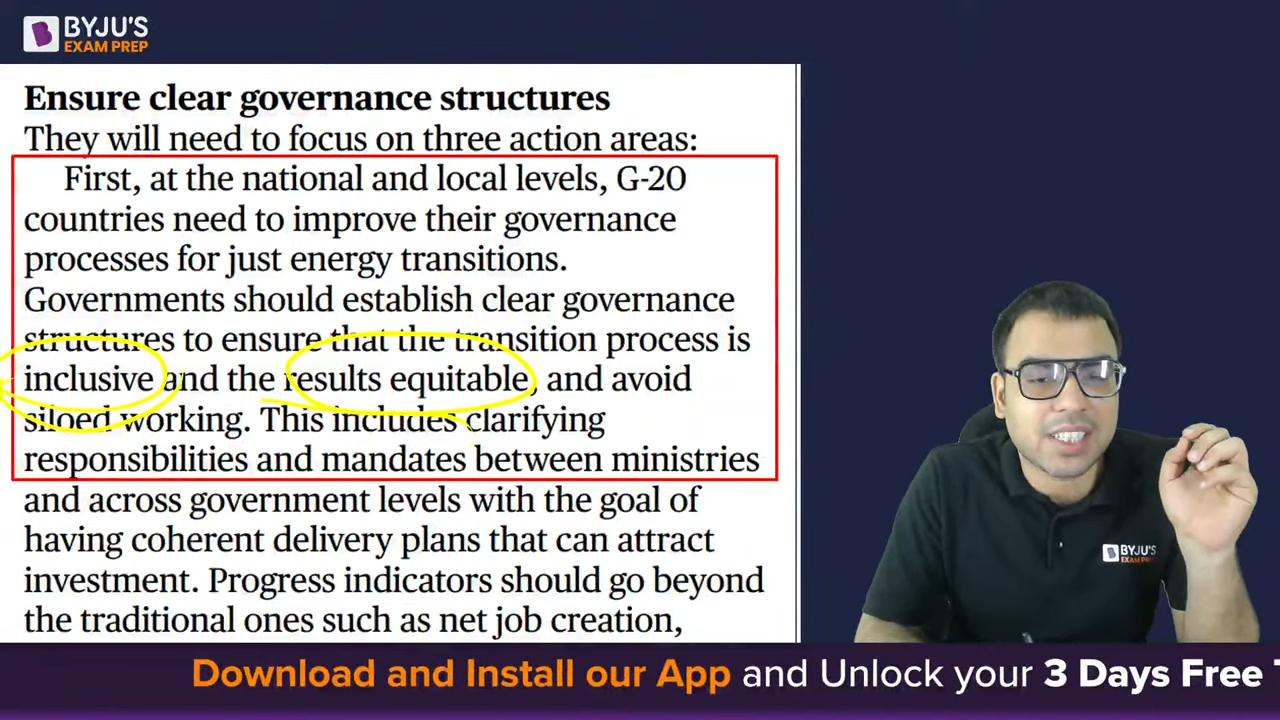 BYJU'S
EXAM PREP
Ensure clear governance structures
They will need to focus on three action areas:
First, at the national and local levels, G-20
countries need to improve their governance
processes for just energy transitions.
Governments should establish clear governance
structures to ensure that the transition process is
inclusive and the results equitable, and avoid
siloed working. This includes clarifying
responsibilities and mandates between ministries
and across government levels with the goal of
having coherent delivery plans that can attract
investment. Progress indicators should go beyond
the traditional ones such as net job creation,
BYJU'S
EXAM PREP
Download and Install our App and Unlock your 3 Days Free